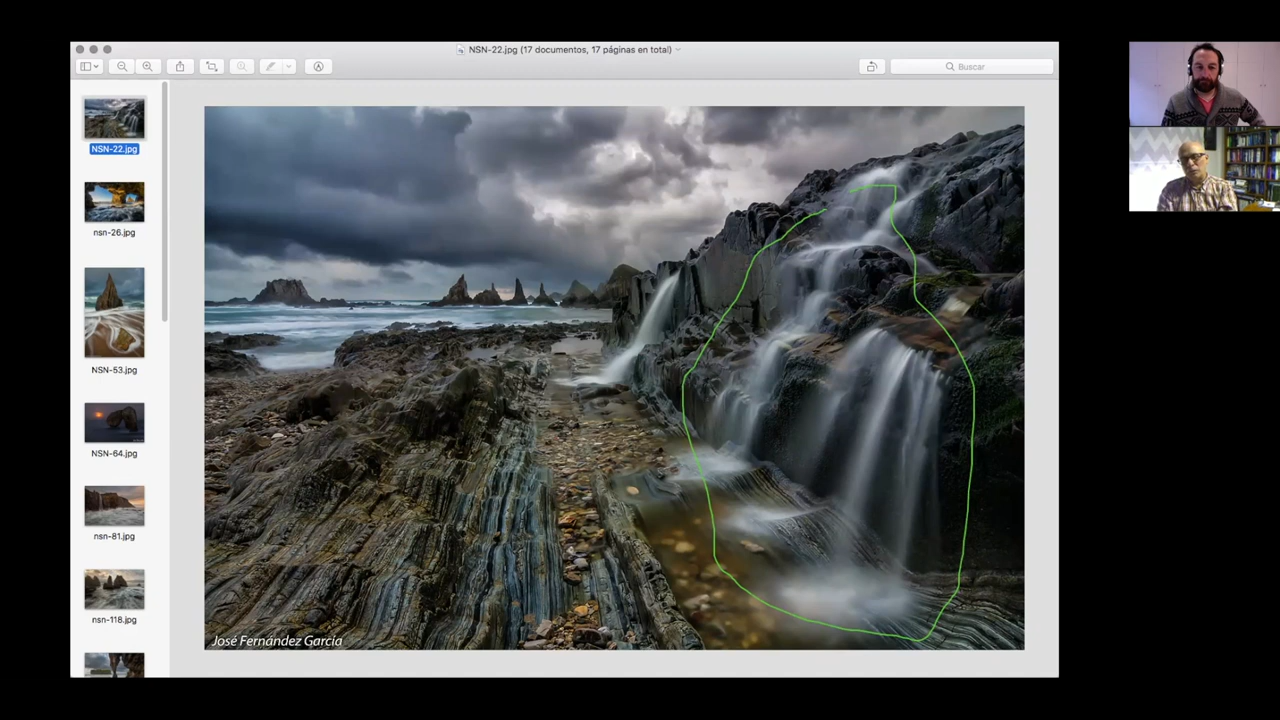 NSN-22.jpg (17 documentos, 17 páginas en total)
Buscar
NSN-22.jpg
nsn-26.jpg
NSN-53.jpg
NSN-64.jpg
nsn-81.jpg
nsn-118.jpg
José Fernández García